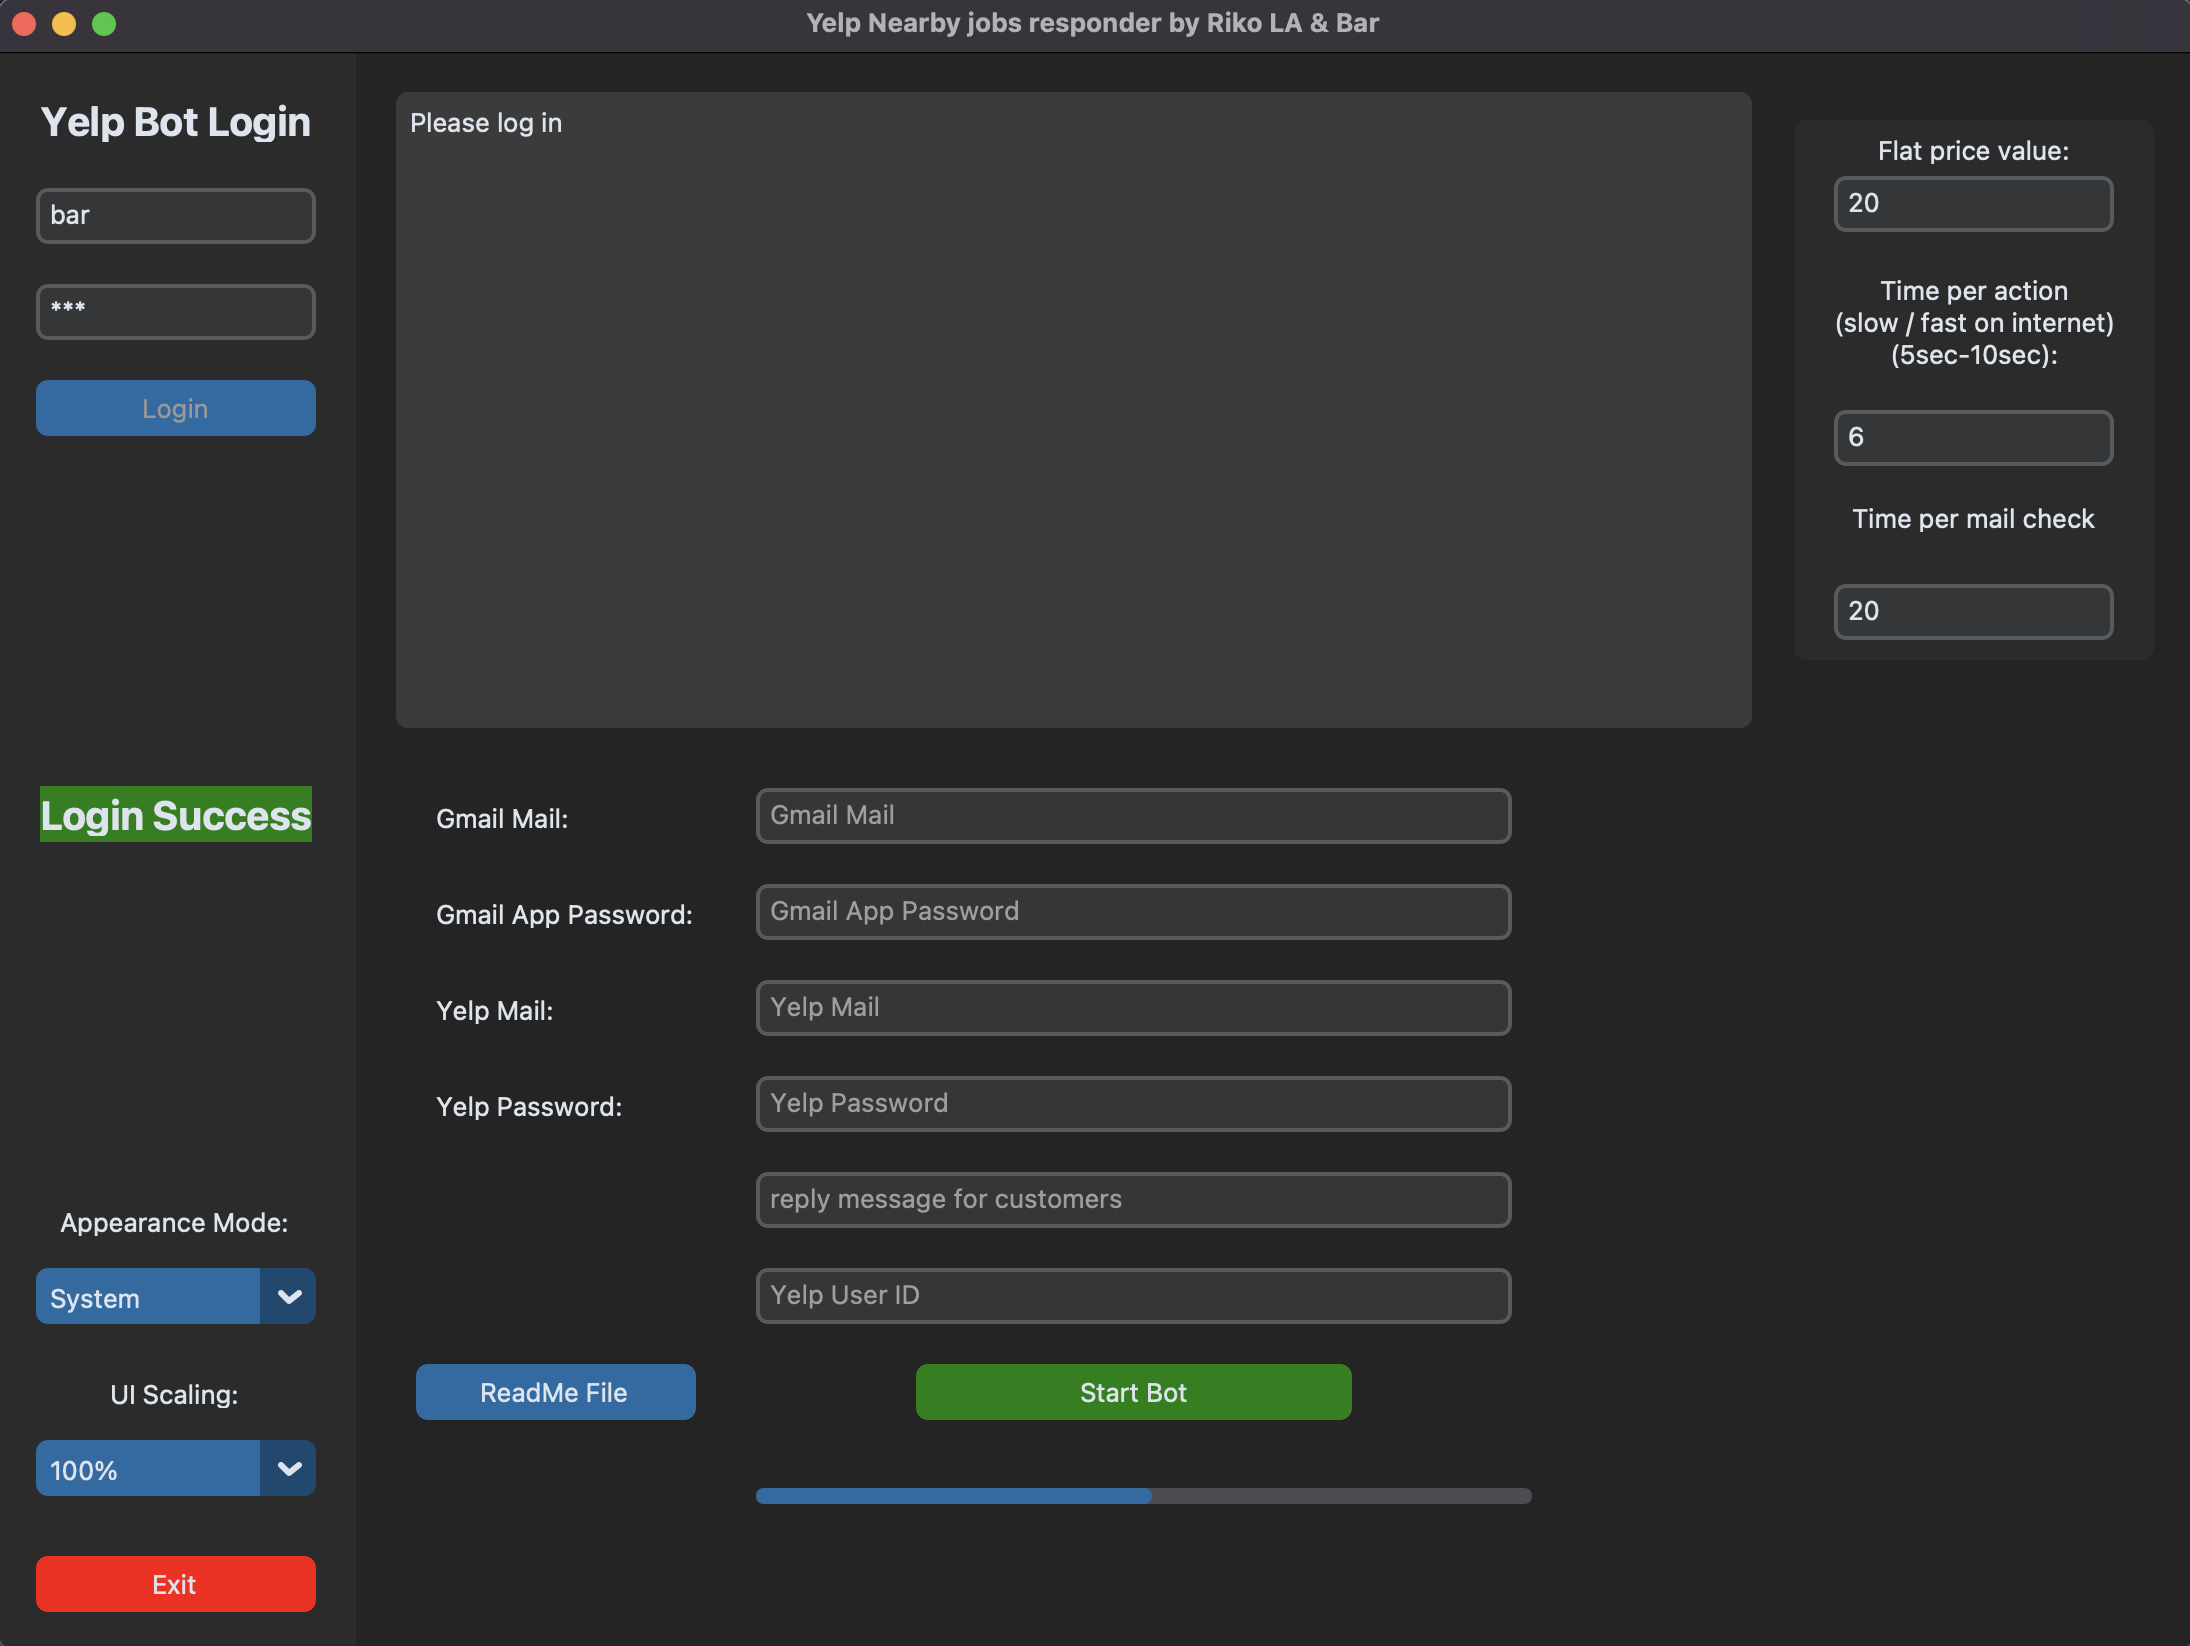 Yelp Nearby jobs responder by Riko LA & Bar
Yelp Bot Login
bar
***
Login
Login Success
Appearance Mode:
System
UI Scaling:
100%
Exit
Please log in
Gmail Mail:
Gmail Mail
Gmail App Password:
Gmail App Password
Yelp Mail:
Yelp Mail
Yelp Password:
Yelp Password
reply message for customers
Yelp User ID
ReadMe File
Start Bot
Flat price value:
20
Time per action
(slow / fast on internet)
(5sec-10sec):
6
Time per mail check
20